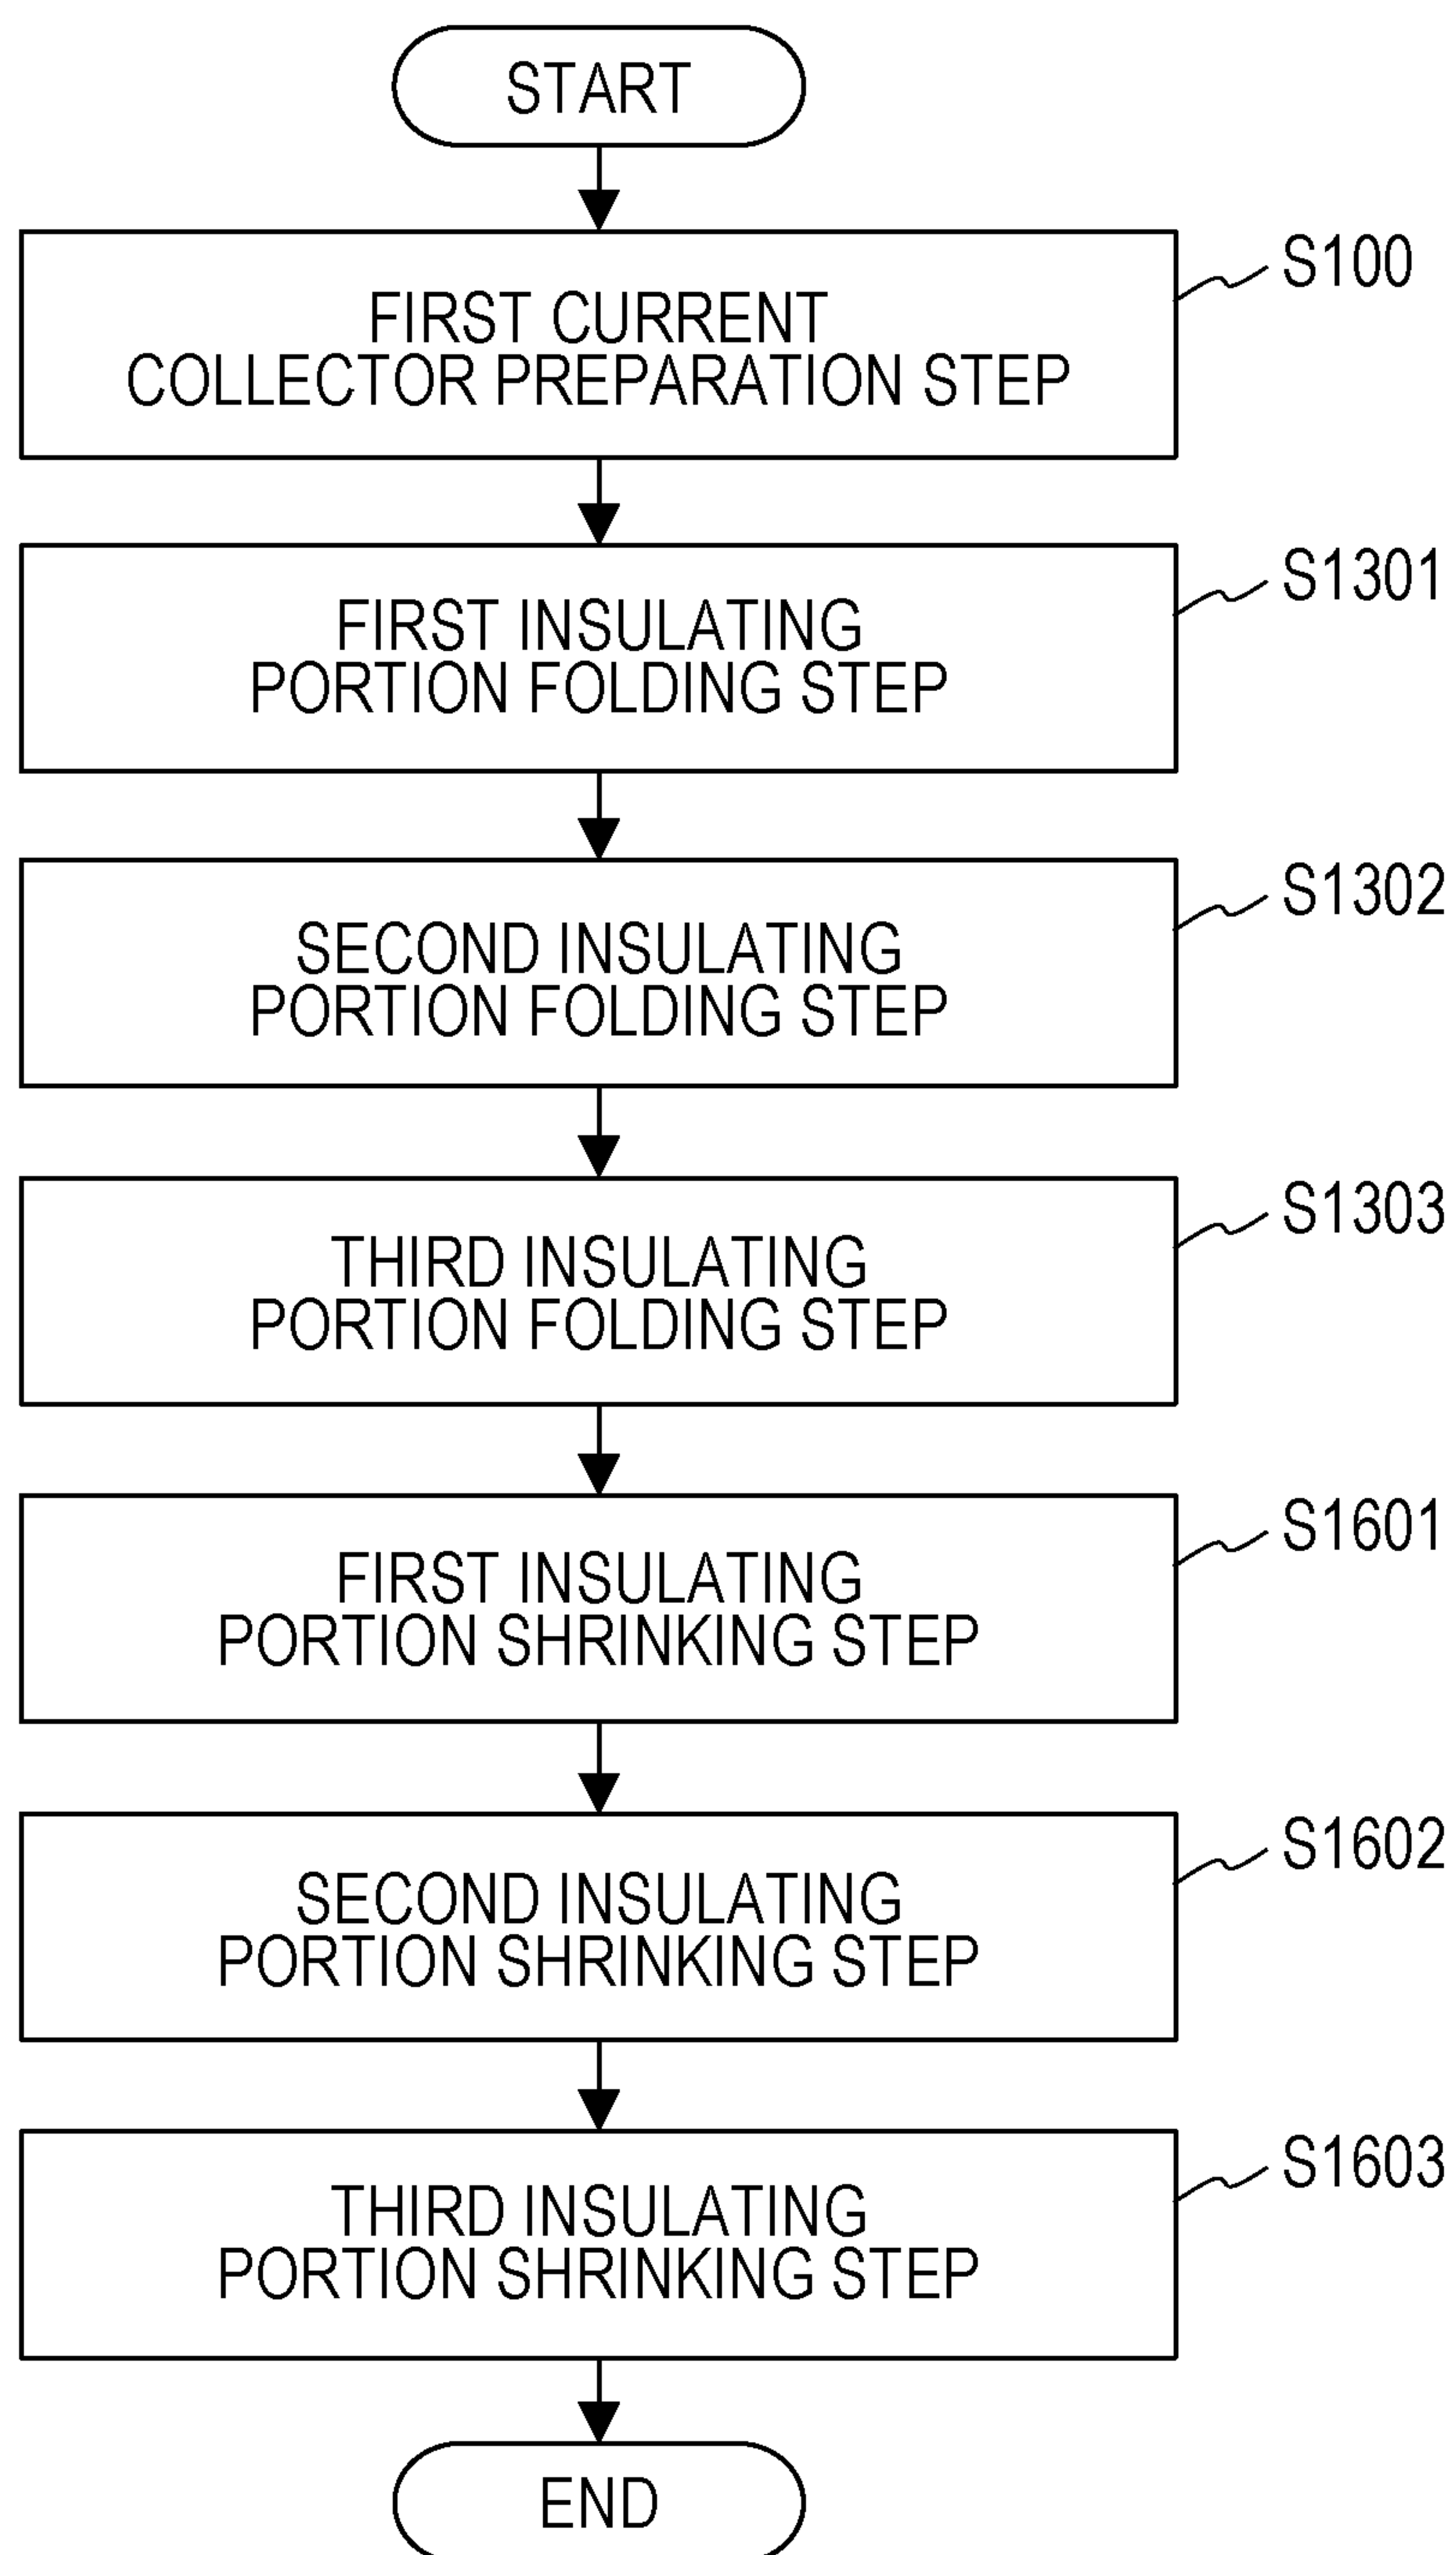 START
S100
FIRST CURRENT
COLLECTOR PREPARATION STEP
S1301
FIRST INSULATING
PORTION FOLDING STEP
S1302
SECOND INSULATING
PORTION FOLDING STEP
S1303
THIRD INSULATING
PORTION FOLDING STEP
S1601
FIRST INSULATING
PORTION SHRINKING STEP
S1602
SECOND INSULATING
PORTION SHRINKING STEP
S1603
THIRD INSULATING
PORTION SHRINKING STEP
END